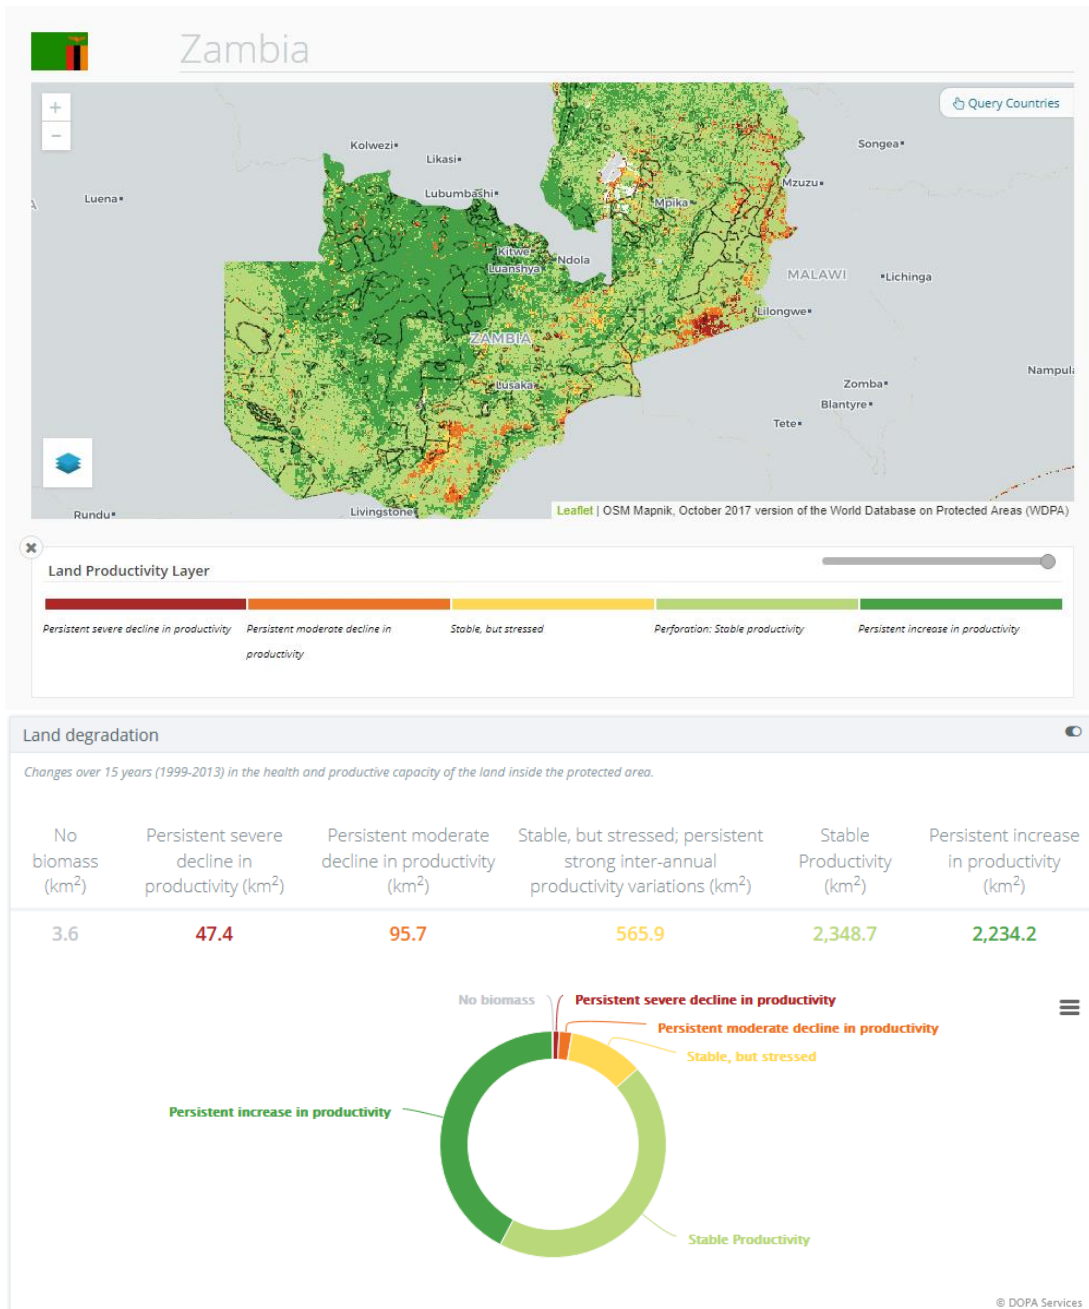 Zambia
+
−
Query Countries
Kolwezi
Likasi
Songea
Luena
Lubumbashi
Mzuzu
Mpika
Kitwe
Ndola
Luanshya
MALAWI
Lichinga
Lilongwe
ZAMBIA
Nampula
Lusaka
Zomba
Blantyre
Tete
Rundu
Livingstone
Leaflet | OSM Mapnik, October 2017 version of the World Database on Protected Areas (WDPA)
Land Productivity Layer
Persistent severe decline in productivity
Persistent moderate decline in
productivity
Stable, but stressed
Perforation: Stable productivity
Persistent increase in productivity
Land degradation
Changes over 15 years (1999-2013) in the health and productive capacity of the land inside the protected area.
No
biomass
(km²)
Persistent severe
decline in
productivity (km²)
Persistent moderate
decline in productivity
(km²)
Stable, but stressed; persistent
strong inter-annual
productivity variations (km²)
Stable
Productivity
(km²)
Persistent increase
in productivity
(km²)
3.6
47.4
95.7
565.9
2,348.7
2,234.2
No biomass
Persistent severe decline in productivity
Persistent moderate decline in productivity
Stable, but stressed
Persistent increase in productivity
Stable Productivity
© DOPA Services